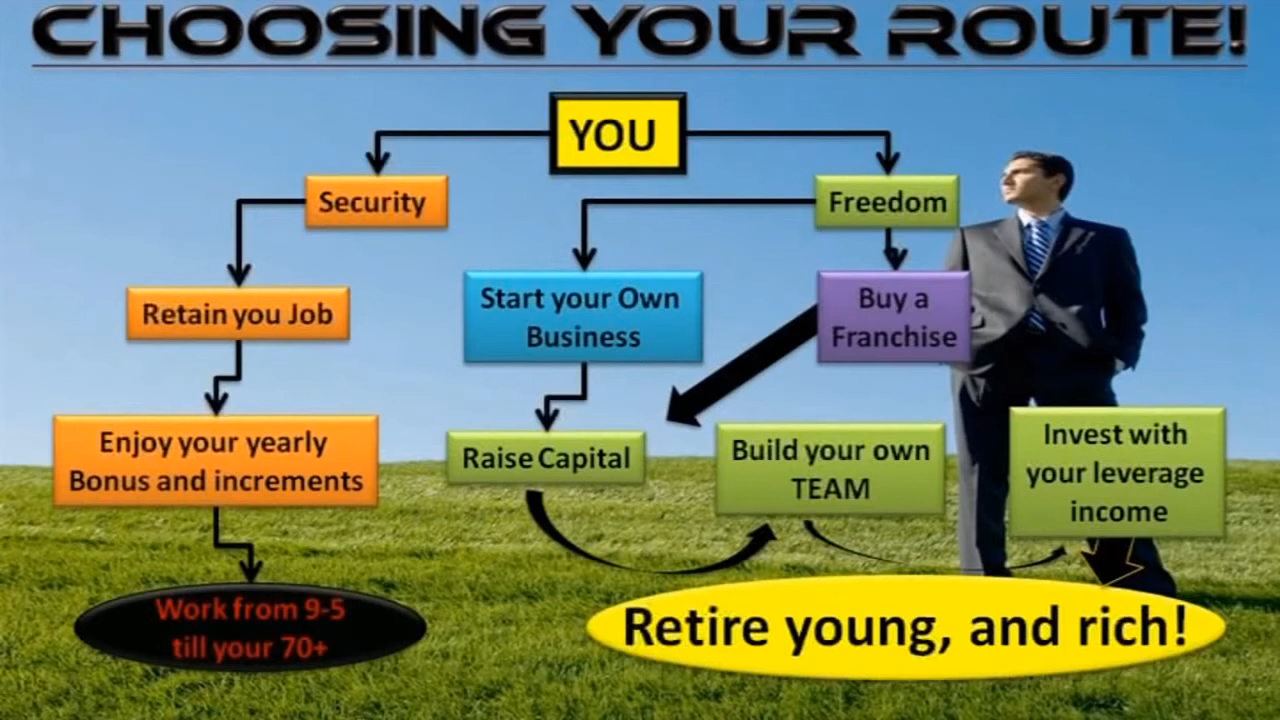 CHOOSING YOUR ROUTE!
YOU
Security
Freedom
Retain you Job
Start your Own
Business
Buy a
Franchise
Enjoy your yearly
Bonus and increments
Raise Capital
Build your own
TEAM
Invest with
your leverage
income
Work from 9-5
till your 70+
Retire young, and rich!